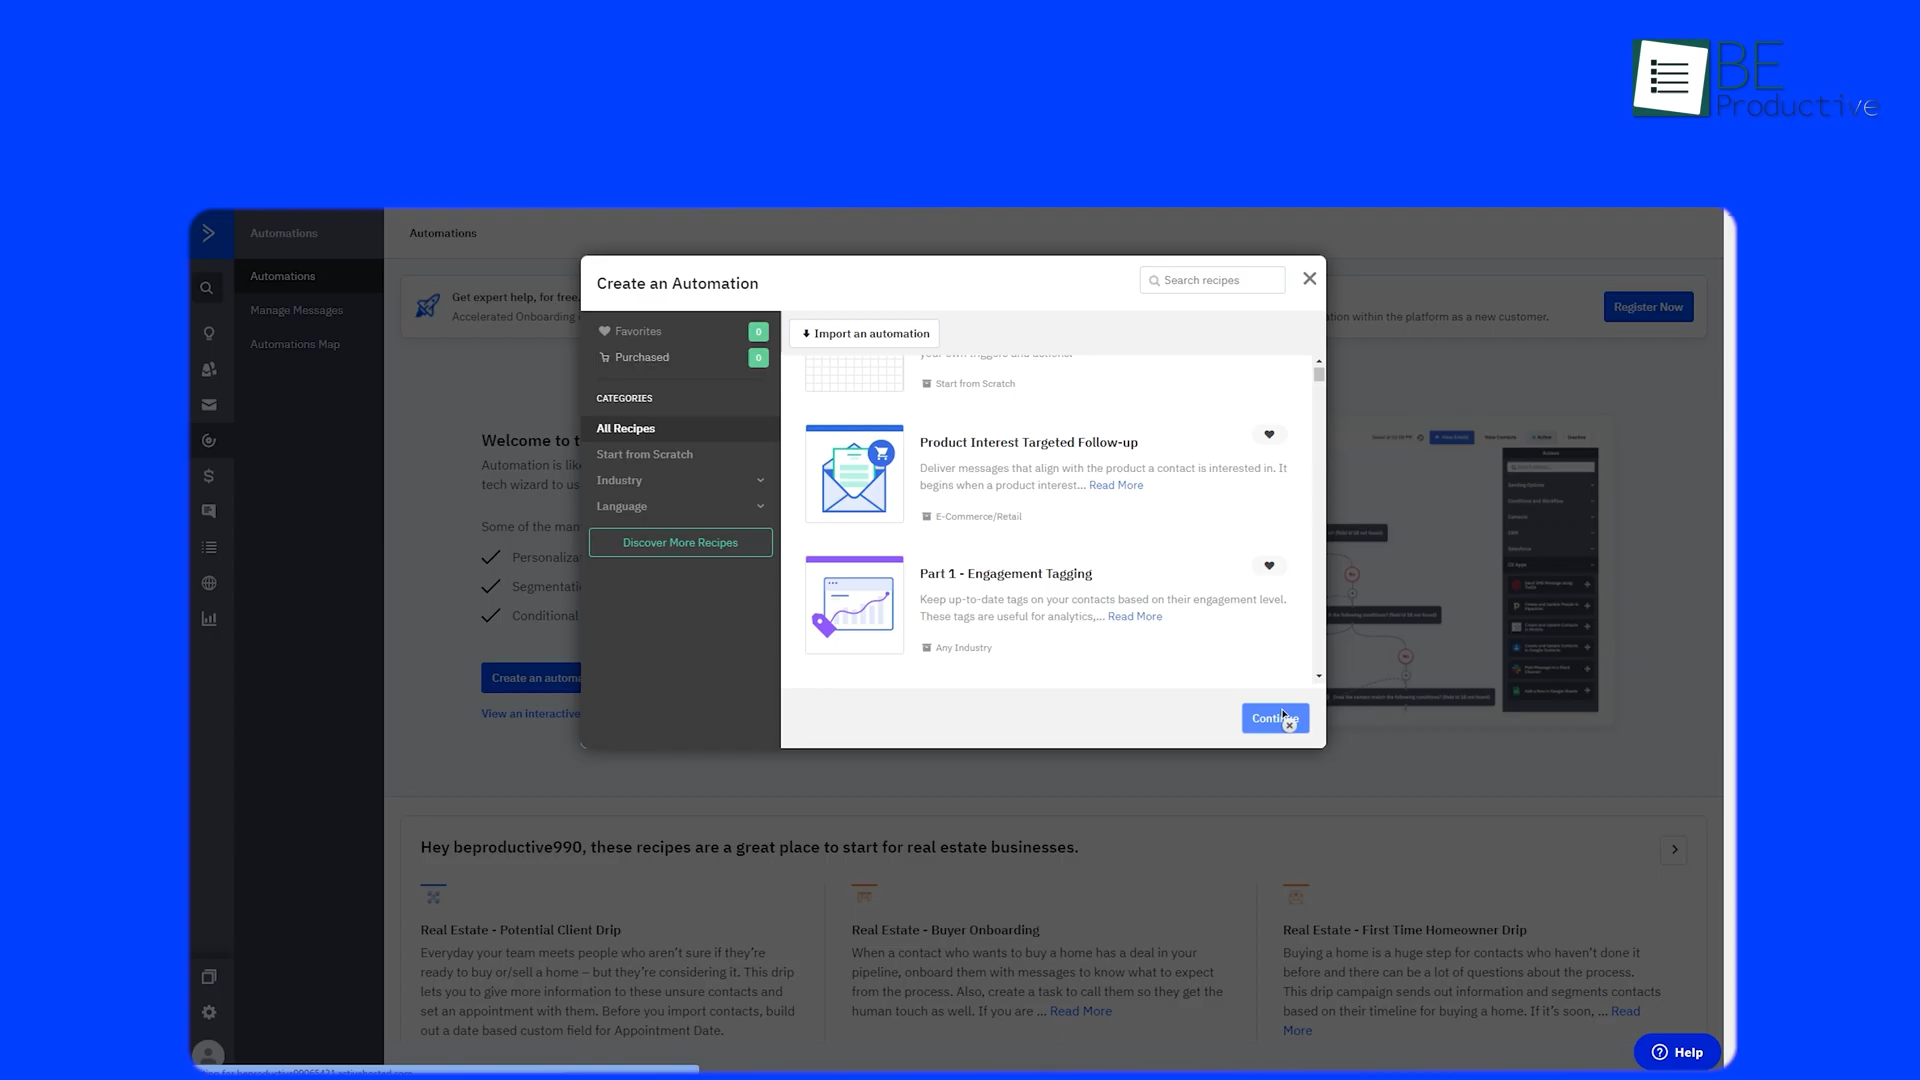 BE
Productive
Automations
Automations
Manage Messages
Automations Map
Automations
Get expert help, for free.
Accelerated Onboarding
ation within the platform as a new customer.
Register Now
Create an Automation
Search recipes
Favorites
0
Purchased
0
CATEGORIES
All Recipes
Start from Scratch
Industry
Language
Discover More Recipes
Import an automation
your own triggers and actions.
Start from Scratch
Product Interest Targeted Follow-up
Deliver messages that align with the product a contact is interested in. It
begins when a product interest... Read More
E-Commerce/Retail
Part 1 - Engagement Tagging
Keep up-to-date tags on your contacts based on their engagement level.
These tags are useful for analytics,... Read More
Any Industry
Continue
Welcome to t
Automation is lik
tech wizard to us
Some of the man
Personaliza
Segmentati
Conditional
Create an automa
View an interactive
Hey beproductive990, these recipes are a great place to start for real estate businesses.
Real Estate - Potential Client Drip
Everyday your team meets people who aren't sure if they're
ready to buy or/sell a home – but they're considering it. This drip
lets you to give more information to these unsure contacts and
set an appointment with them. Before you import contacts, build
out a date based custom field for Appointment Date.
Real Estate - Buyer Onboarding
When a contact who wants to buy a home has a deal in your
pipeline, onboard them with messages to know what to expect
from the process. Also, create a task to call them so they get the
human touch as well. If you are ... Read More
Real Estate - First Time Homeowner Drip
Buying a home is a huge step for contacts who haven't done it
before and there can be a lot of questions about the process.
This drip campaign sends out information and segments contacts
based on their timeline for buying a home. If it's soon, ... Read
More
Help